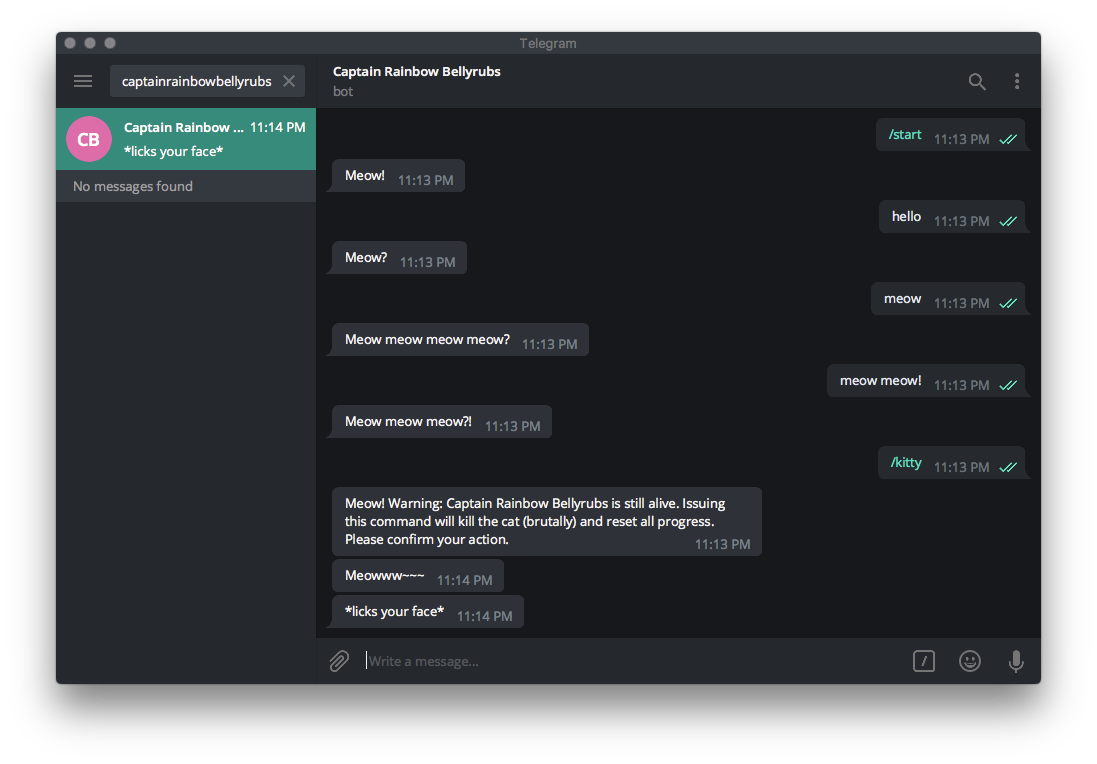 Telegram
captainrainbowbellyrubs
Captain Rainbow Bellyrubs
bot
CB
Captain Rainbow ... 11:14 PM
*licks your face*
No messages found
/start 11:13 PM
Meow! 11:13 PM
hello 11:13 PM
Meow? 11:13 PM
meow 11:13 PM
Meow meow meow meow? 11:13 PM
meow meow! 11:13 PM
Meow meow meow?! 11:13 PM
/kitty 11:13 PM
Meow! Warning: Captain Rainbow Bellyrubs is still alive. Issuing
this command will kill the cat (brutally) and reset all progress.
Please confirm your action. 11:13 PM
Meowww~~~ 11:14 PM
*licks your face* 11:14 PM
Write a message...
/